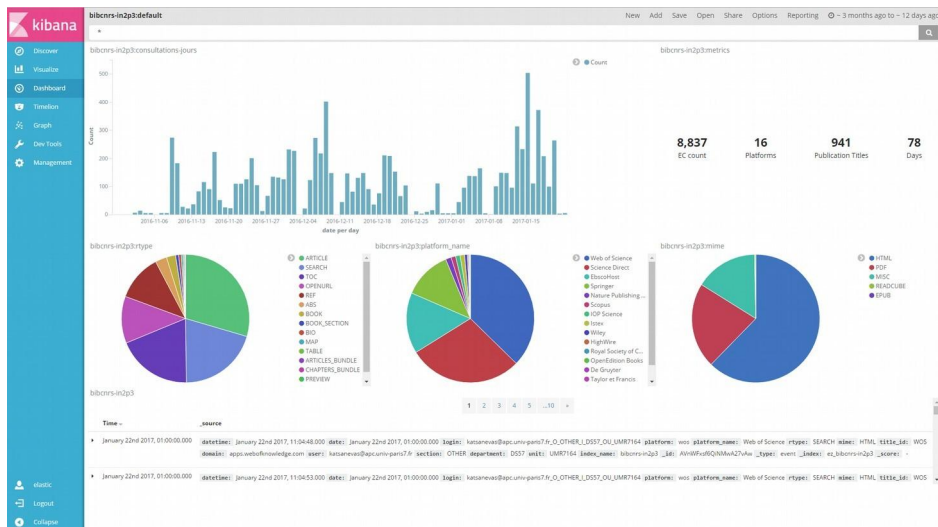 kibana
Discover
Visualize
Dashboard
Timelion
Graph
Dev Tools
Management
elastic
Logout
Collapse
bibcnrs-in2p3:default
New Add Save Open Share Options Reporting ~ 3 months ago to ~ 12 days ago
*
bibcnrs-in2p3:consultations-jours
Count
500
400
300
200
100
0
Count
2016-11-06 2016-11-13 2016-11-20 2016-11-27 2016-12-04 2016-12-11 2016-12-18 2016-12-25 2017-01-01 2017-01-08 2017-01-15
date per day
bibcnrs-in2p3:metrics
8,837 16 941 78
EC count Platforms Publication Titles Days
bibcnrs-in2p3:rtype
ARTICLE
SEARCH
TOC
OPENURL
REF
ABS
BOOK
BOOK_SECTION
BIO
MAP
TABLE
ARTICLES_BUNDLE
CHAPTERS_BUNDLE
PREVIEW
bibcnrs-in2p3:platform_name
Web of Science
Science Direct
EbscoHost
Springer
Nature Publishing ...
Scopus
IOP Science
Istex
Wiley
HighWire
Royal Society of C...
OpenEdition Books
De Gruyter
Taylor et Francis
bibcnrs-in2p3:mime
HTML
PDF
MISC
READCUBE
EPUB
bibcnrs-in2p3
1 2 3 4 5 ...10 »
Time _source
January 22nd 2017, 01:00:00.000 datetime: January 22nd 2017, 11:04:48.000 date: January 22nd 2017, 01:00:00.000 login: katsanevas@apc.univ-paris7.fr_O_OTHER_I_DS57_OU_UMR7164 platform: wos platform_name: Web of Science rtype: SEARCH mime: HTML title_id: WOS
domain: apps.webofknowledge.com user: katsanevas@apc.univ-paris7.fr section: OTHER department: DS57 unit: UMR7164 index_name: bibcnrs-in2p3 _id: _type: event _index: ez_bibcnrs-in2p3 _score: -
January 22nd 2017, 01:00:00.000 datetime: January 22nd 2017, 11:04:53.000 date: January 22nd 2017, 01:00:00.000 login: katsanevas@apc.univ-paris7.fr_O_OTHER_I_DS57_OU_UMR7164 platform: wos platform_name: Web of Science rtype: SEARCH mime: HTML title_id: WOS